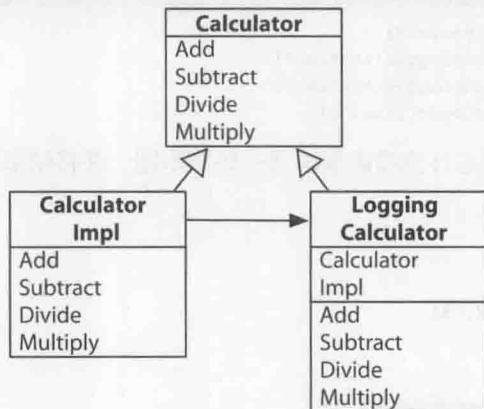 Calculator
Add
Subtract
Divide
Multiply
Calculator
Impl
Add
Subtract
Divide
Multiply
Logging
Calculator
Calculator
Impl
Add
Subtract
Divide
Multiply